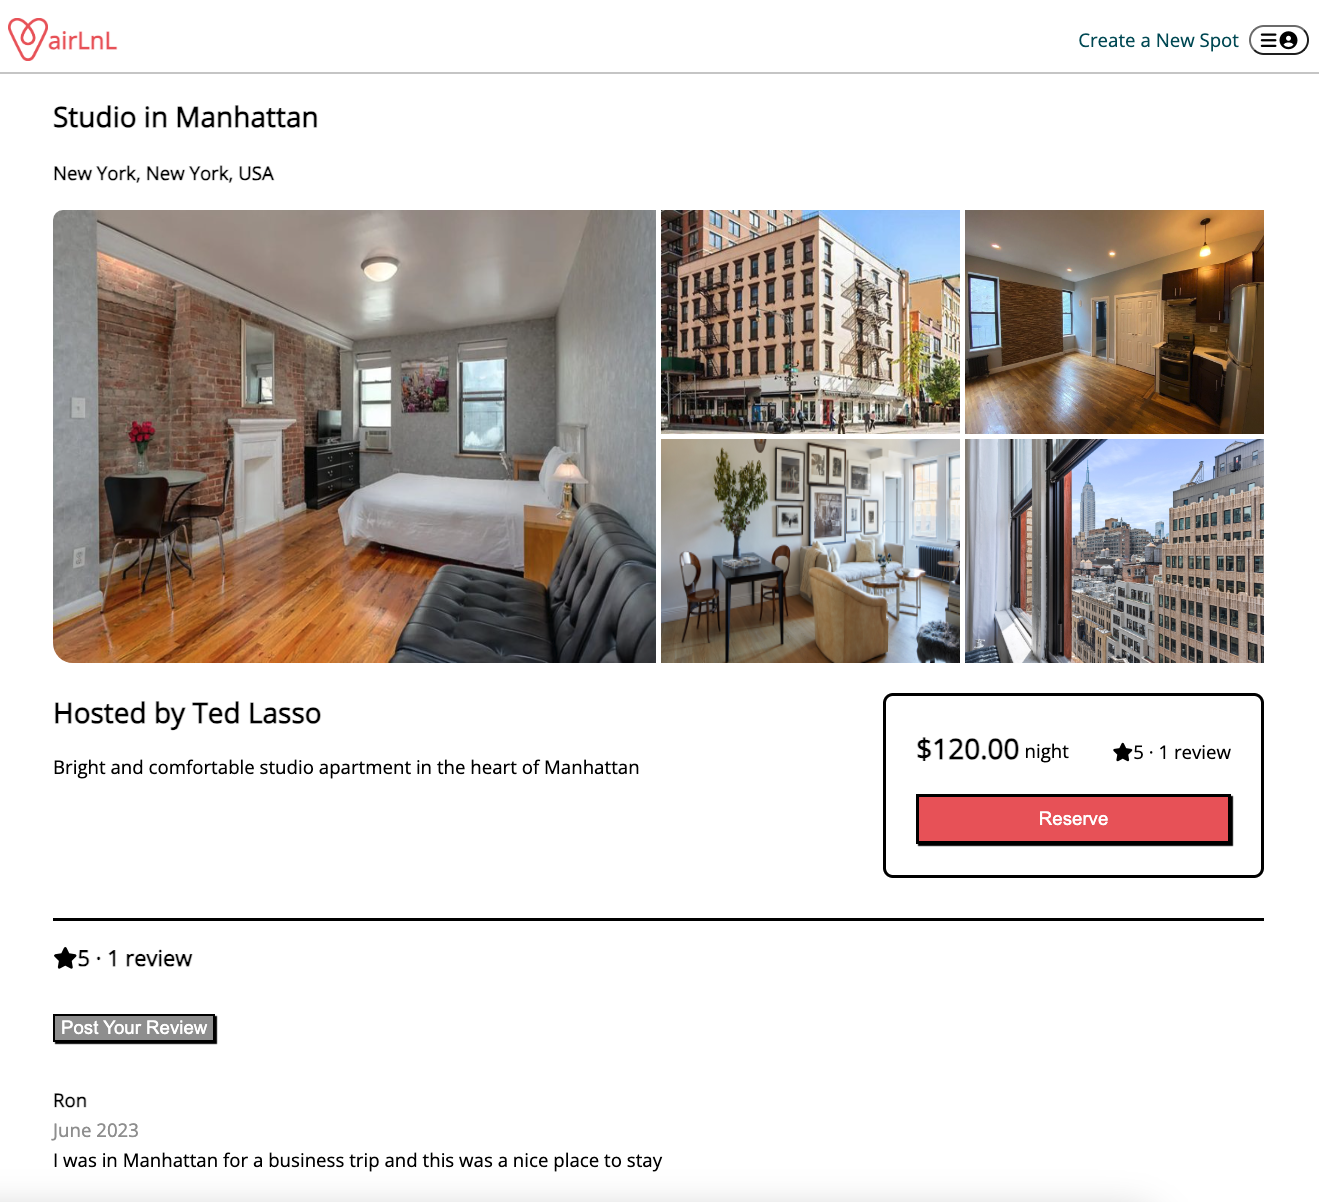 airLnL
Create a New Spot
Studio in Manhattan
New York, New York, USA
Hosted by Ted Lasso
Bright and comfortable studio apartment in the heart of Manhattan
$120.00 night
5 · 1 review
Reserve
5 · 1 review
Post Your Review
Ron
June 2023
I was in Manhattan for a business trip and this was a nice place to stay